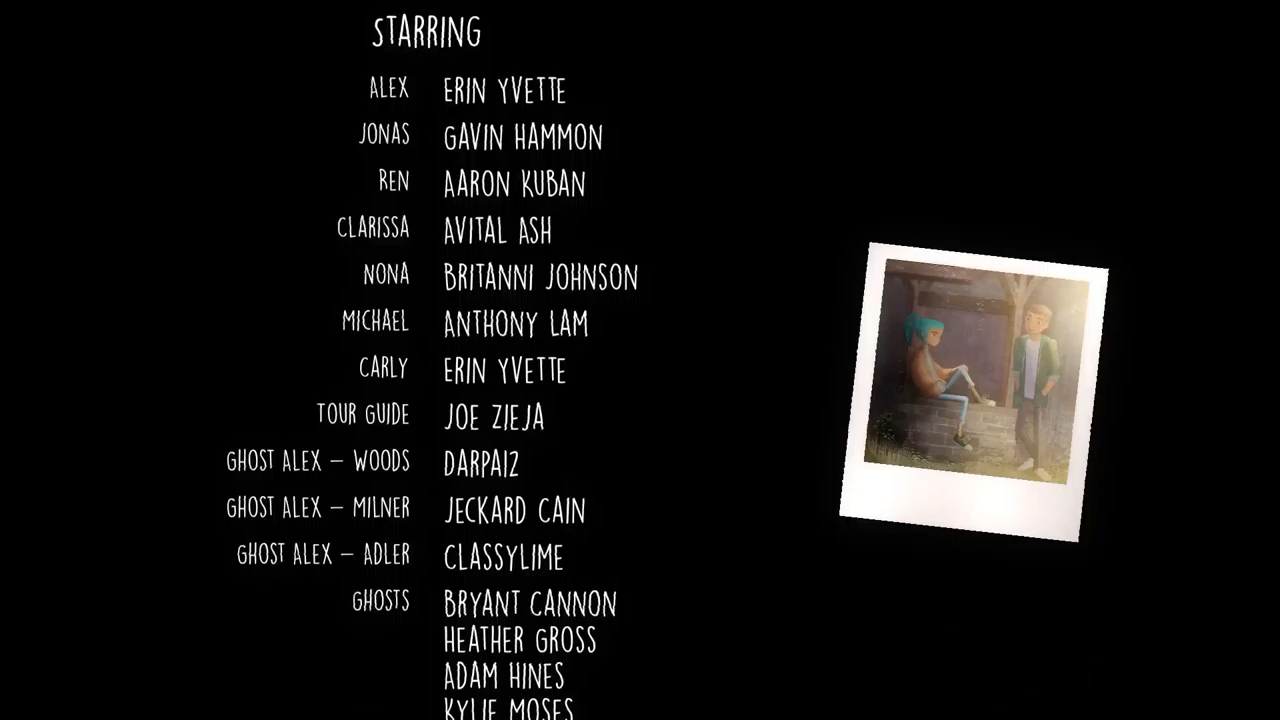 STARRING
ALEX ERIN YVETTE
JONAS GAVIN HAMMON
REN AARON KUBAN
CLARISSA AVITAL ASH
NONA BRITANNI JOHNSON
MICHAEL ANTHONY LAM
CARLY ERIN YVETTE
TOUR GUIDE JOE ZIEJA
GHOST ALEX – WOODS DARPA12
GHOST ALEX – MILNER JECKARD CAIN
GHOST ALEX – ADLER CLASSYLIME
GHOSTS BRYANT CANNON
HEATHER GROSS
ADAM HINES
KYLIE MOSES